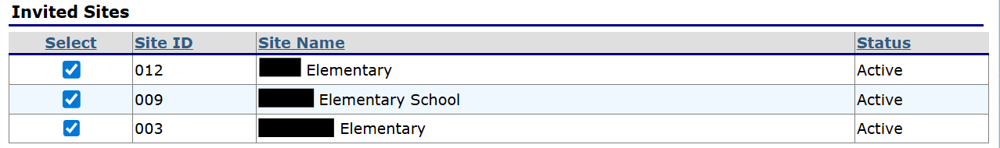 Invited Sites
Select Site ID Site Name Status
012 Elementary Active
009 Elementary School Active
003 Elementary Active